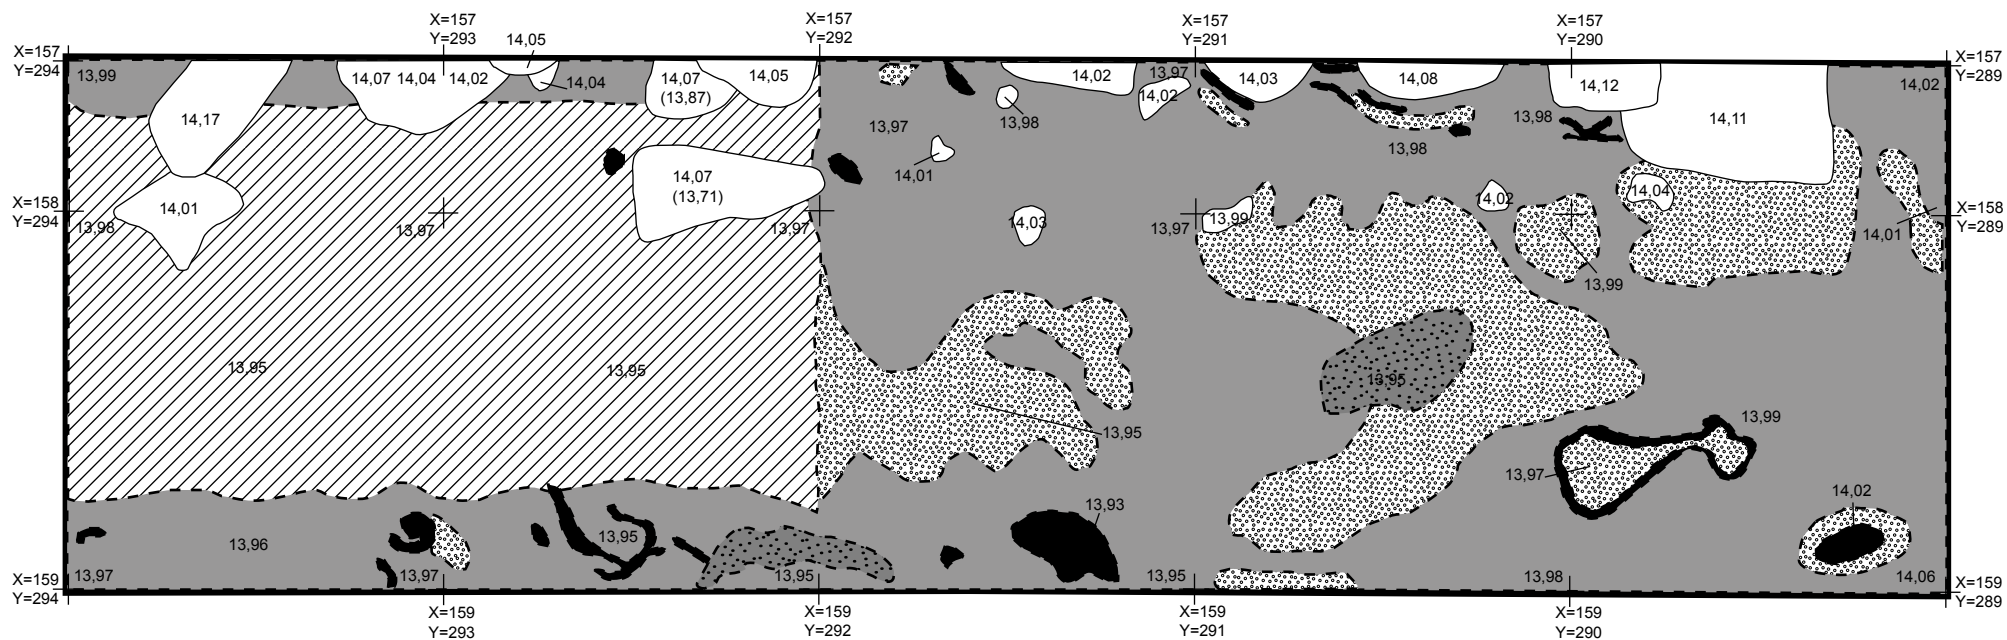 X=157
Y=293
X=157
Y=292
X=157
Y=291
X=157
Y=290
X=157
Y=294
X=157
Y=289
14,05
13,99
14,07 14,04 14,02
14,04
14,07
(13,87)
14,05
14,02
13,97
14,03
14,08
14,12
14,02
14,17
13,97
13,98
14,02
13,98
14,11
13,98
14,01
14,07
(13,71)
14,04
14,02
X=158
Y=294
14,01
13,98
13,97
13,97
14,03
13,97
13,99
14,01
X=158
Y=289
13,99
13,95
13,95
13,95
13,95
13,99
13,97
14,02
13,93
13,96
13,95
13,97
13,97
13,95
13,95
13,98
14,06
X=159
Y=294
X=159
Y=289
X=159
Y=293
X=159
Y=292
X=159
Y=291
X=159
Y=290